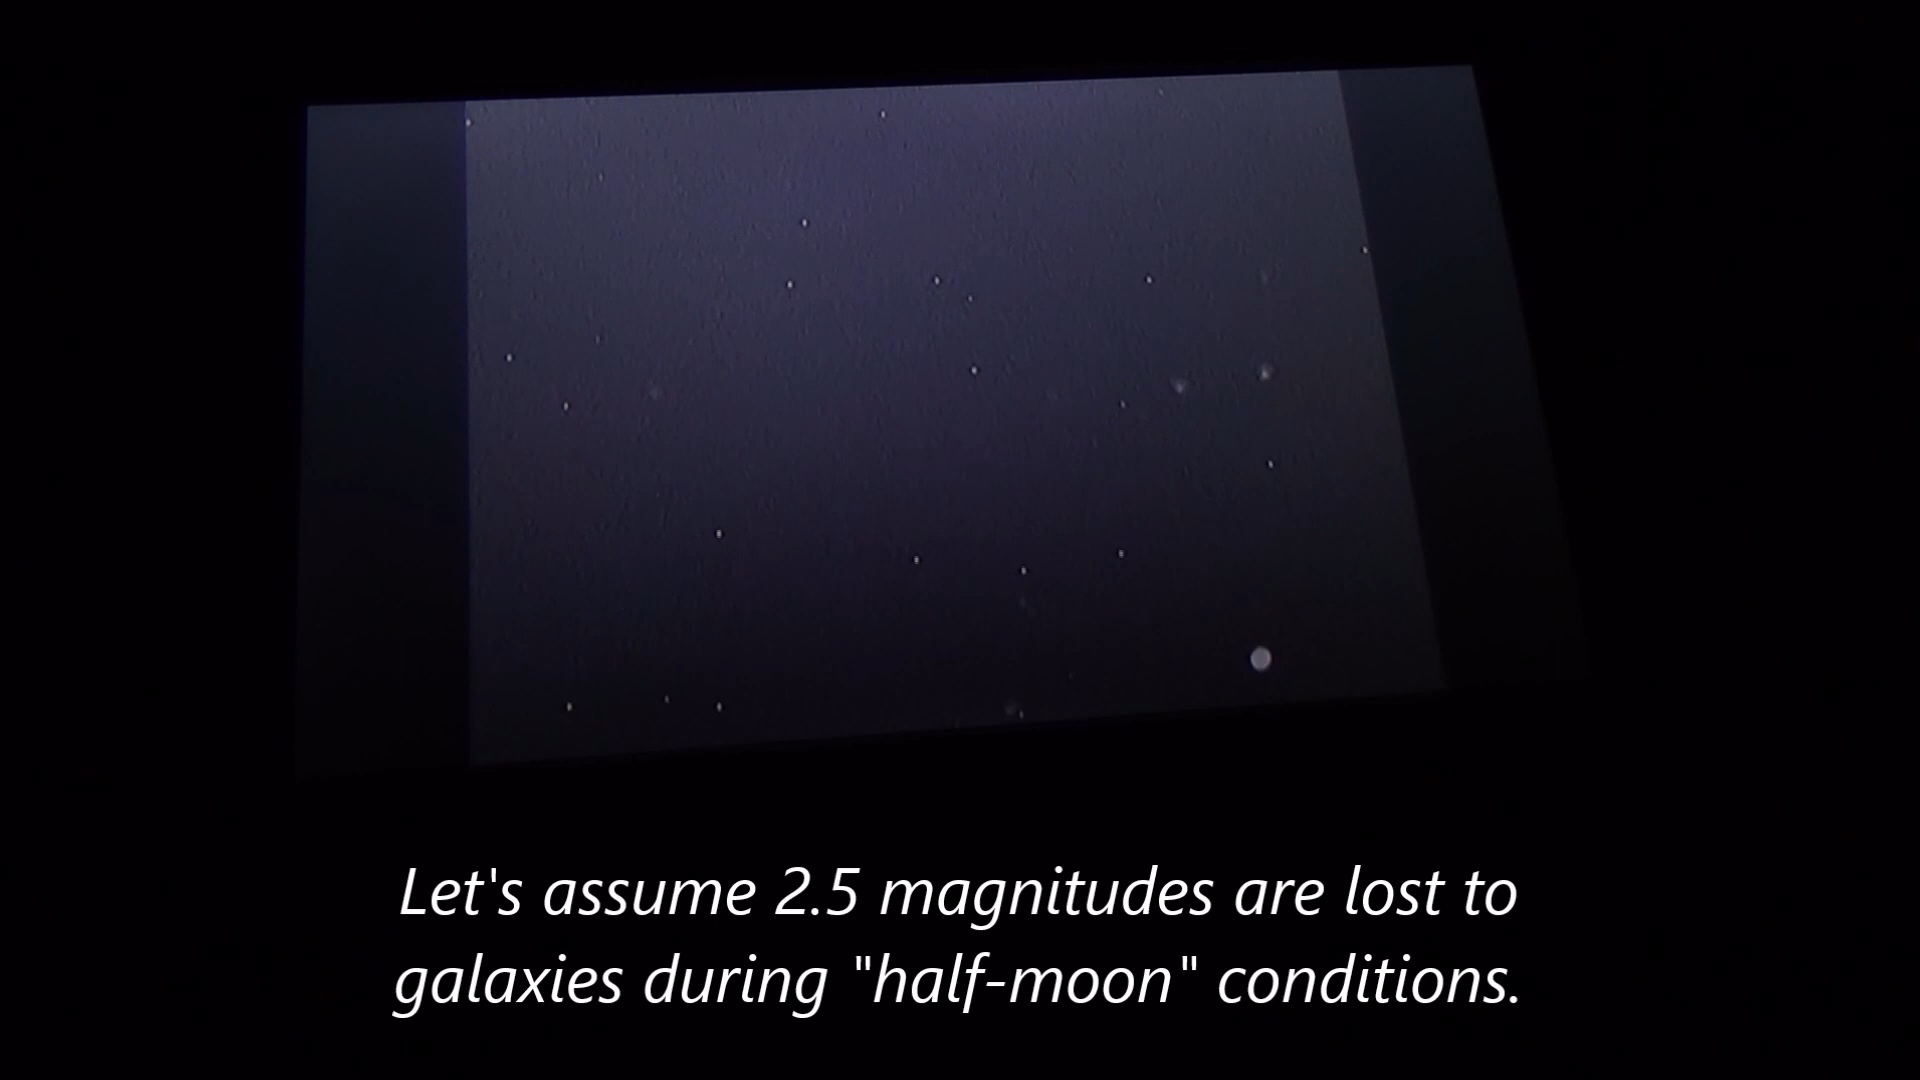 Let's assume 2.5 magnitudes are lost to
galaxies during "half-moon" conditions.